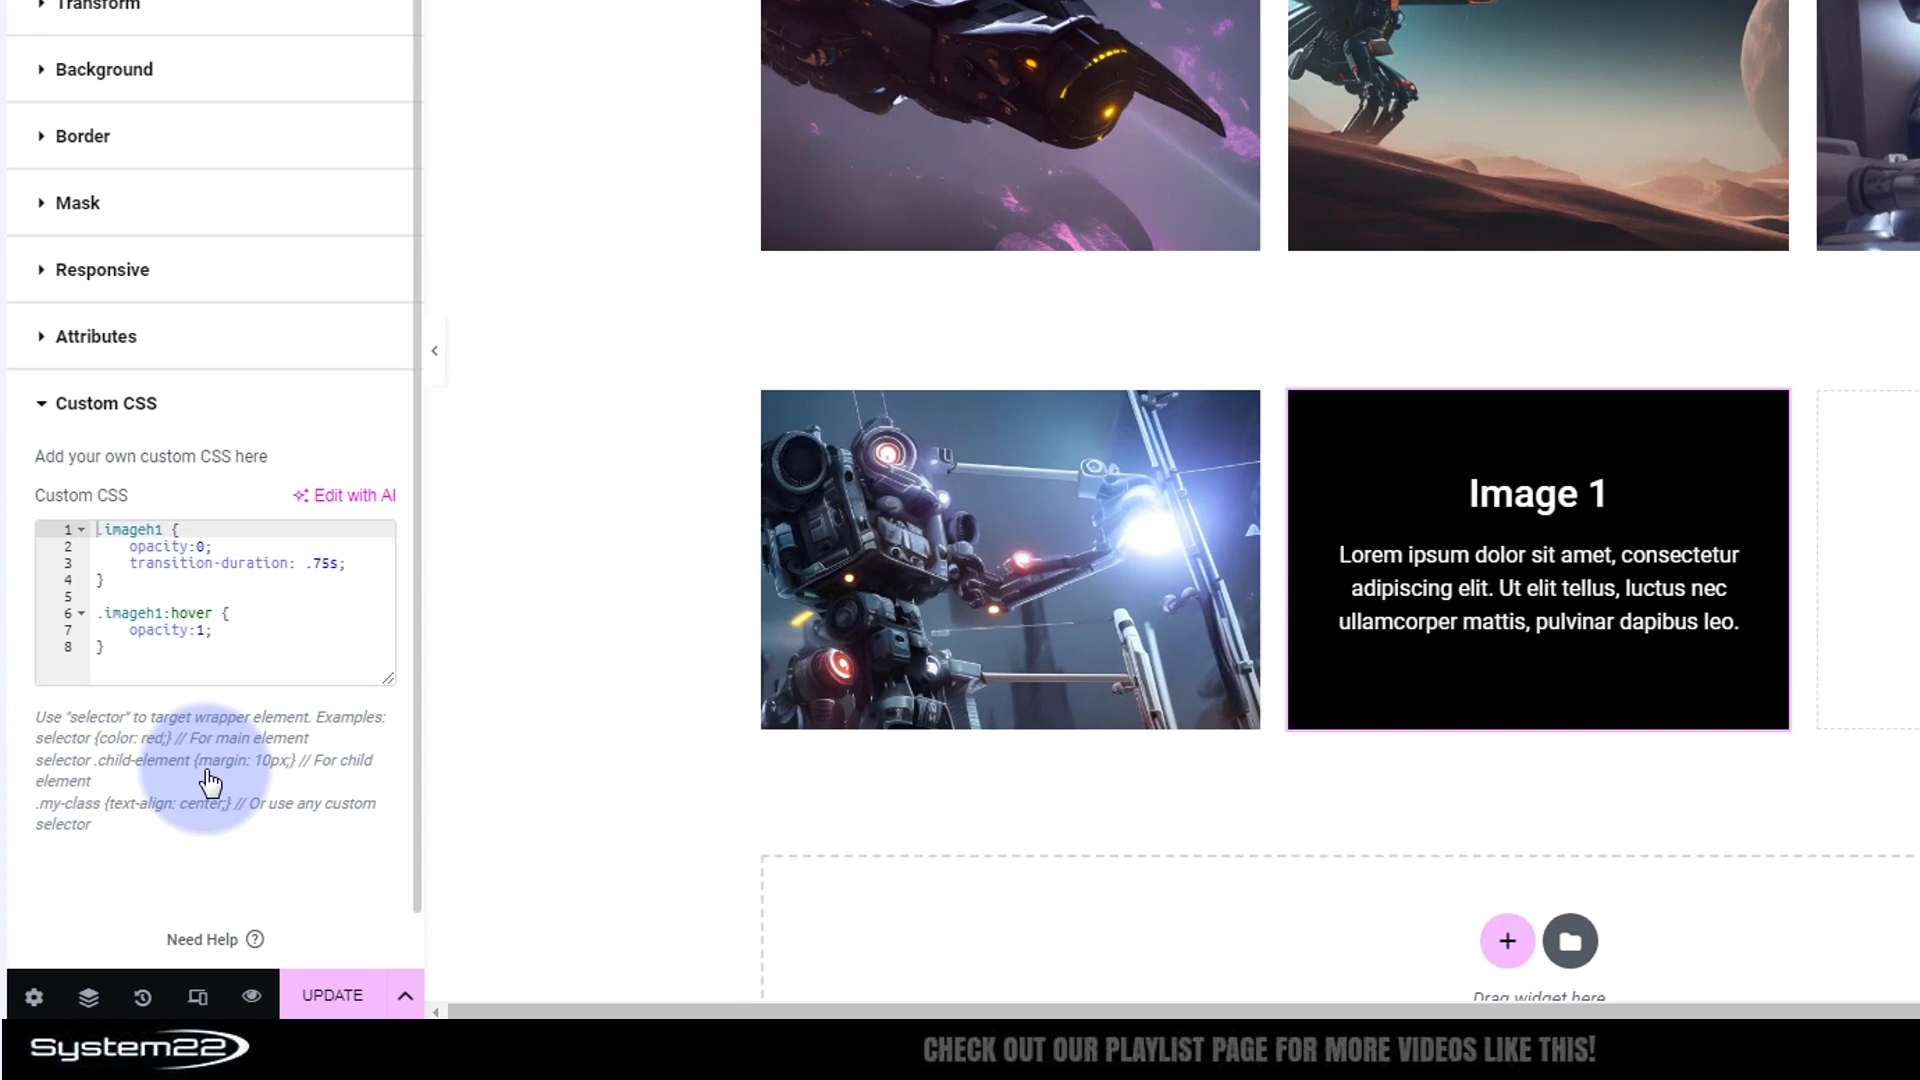 Transform
Background
Border
Mask
Responsive
Attributes
Custom CSS
Add your own custom CSS here
Custom CSS Edit with AI
1 .imageh1 {
2 opacity:0;
3 transition-duration: .75s;
4 }
5
6 .imageh1:hover {
7 opacity:1;
8 }
Use "selector" to target wrapper element. Examples:
selector {color: red;} // For main element
selector .child-element {margin: 10px;} // For child
element
.my-class {text-align: center;} // Or use any custom
selector
Need Help ?
UPDATE
Image 1
Lorem ipsum dolor sit amet, consectetur
adipiscing elit. Ut elit tellus, luctus nec
ullamcorper mattis, pulvinar dapibus leo.
Drag widget here
System22
CHECK OUT OUR PLAYLIST PAGE FOR MORE VIDEOS LIKE THIS!